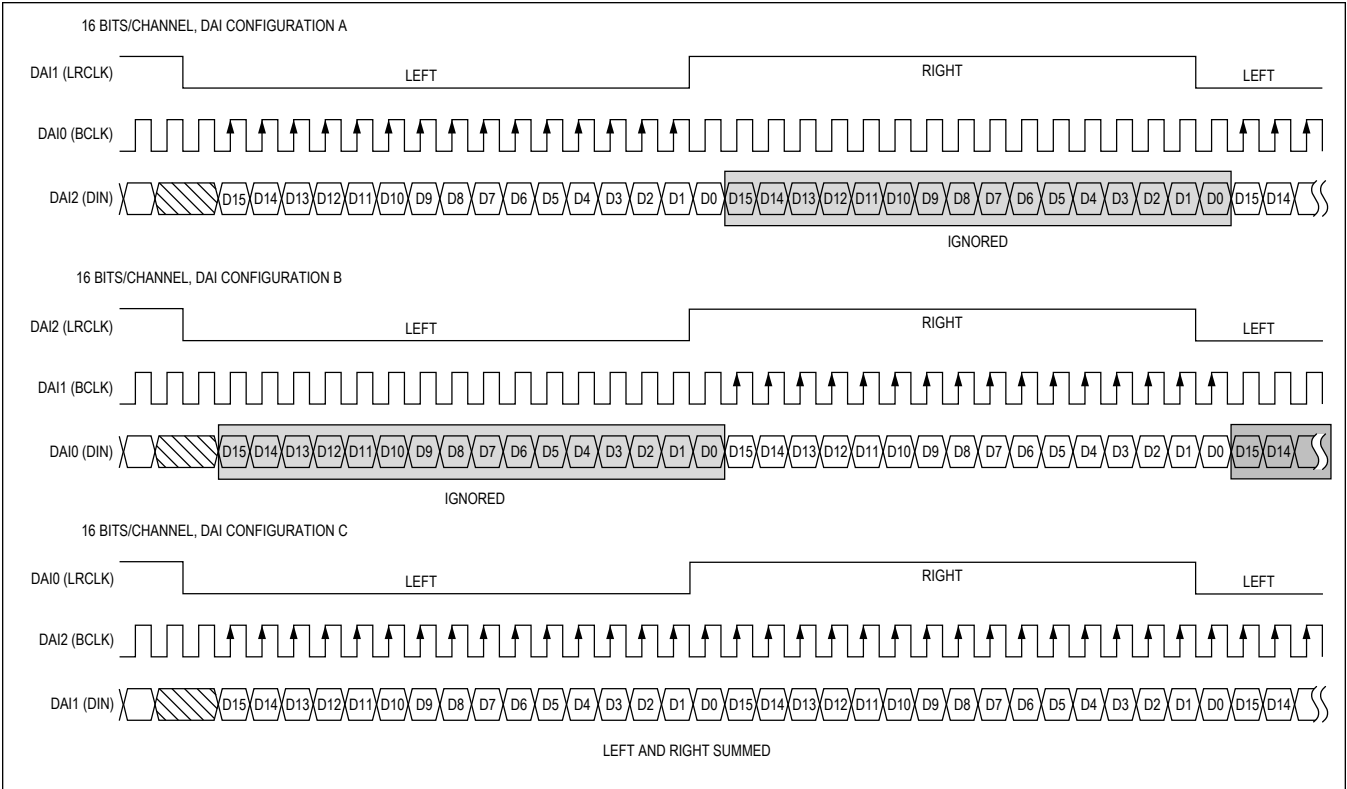 16 BITS/CHANNEL, DAI CONFIGURATION A
DAI1 (LRCLK) LEFT RIGHT LEFT
DAI0 (BCLK)
DAI2 (DIN) D15 D14 D13 D12 D11 D10 D9 D8 D7 D6 D5 D4 D3 D2 D1 D0 D15 D14 D13 D12 D11 D10 D9 D8 D7 D6 D5 D4 D3 D2 D1 D0 D15 D14
IGNORED
16 BITS/CHANNEL, DAI CONFIGURATION B
DAI2 (LRCLK) LEFT RIGHT LEFT
DAI1 (BCLK)
DAI0 (DIN) D15 D14 D13 D12 D11 D10 D9 D8 D7 D6 D5 D4 D3 D2 D1 D0 D15 D14 D13 D12 D11 D10 D9 D8 D7 D6 D5 D4 D3 D2 D1 D0 D15 D14
IGNORED
16 BITS/CHANNEL, DAI CONFIGURATION C
DAI0 (LRCLK) LEFT RIGHT LEFT
DAI2 (BCLK)
DAI1 (DIN) D15 D14 D13 D12 D11 D10 D9 D8 D7 D6 D5 D4 D3 D2 D1 D0 D15 D14 D13 D12 D11 D10 D9 D8 D7 D6 D5 D4 D3 D2 D1 D0 D15 D14
LEFT AND RIGHT SUMMED